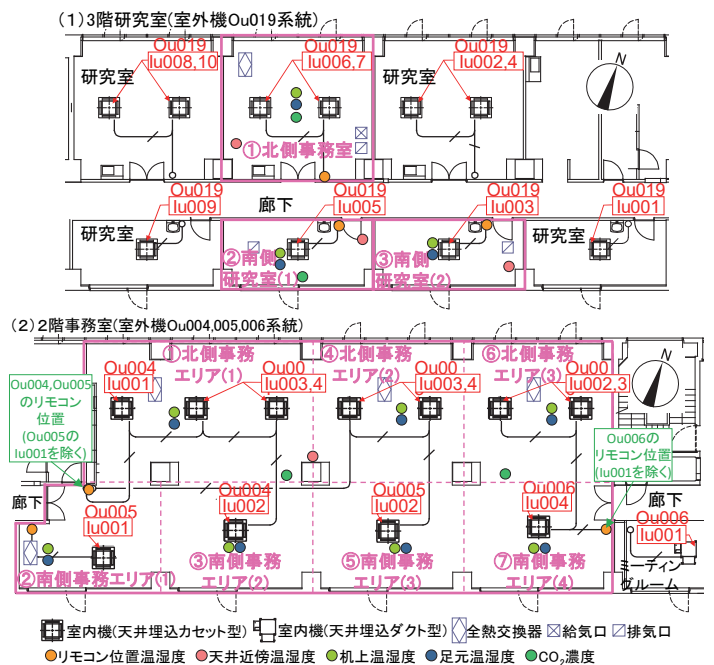 (1)3階研究室(室外機Ou019系統)
Ou019
Iu008,10
Ou019
Iu006,7
Ou019
Iu002,4
N
研究室
研究室
①北側事務室
Ou019
Iu009
廊下
Ou019
Iu005
Ou019
Iu003
Ou019
Iu001
研究室
②南側
研究室(1)
③南側
研究室(2)
研究室
(2)2階事務室(室外機Ou004,005,006系統)
①北側事務
エリア(1)
④北側事務
エリア(2)
⑥北側事務
エリア(3)
Ou004
Iu001
Ou00
Iu003,4
Ou00
Iu003,4
Ou00
Iu002,3
N
Ou004,Ou005
のリモコン
位置
(Ou005の
Iu001を除く)
Ou006の
リモコン位置
(Iu001を除く)
廊下
Ou005
Iu001
Ou004
Iu002
Ou005
Iu002
Ou006
Iu004
廊下
Ou006
Iu001
②南側事務エリア(1)
③南側事務
エリア(2)
⑤南側事務
エリア(3)
⑦南側事務
エリア(4)
ミーティン
グルーム
室内機(天井埋込カセット型) 室内機(天井埋込ダクト型) 全熱交換器 給気口 排気口
リモコン位置温湿度 天井近傍温湿度 机上温湿度 足元温湿度 CO₂濃度